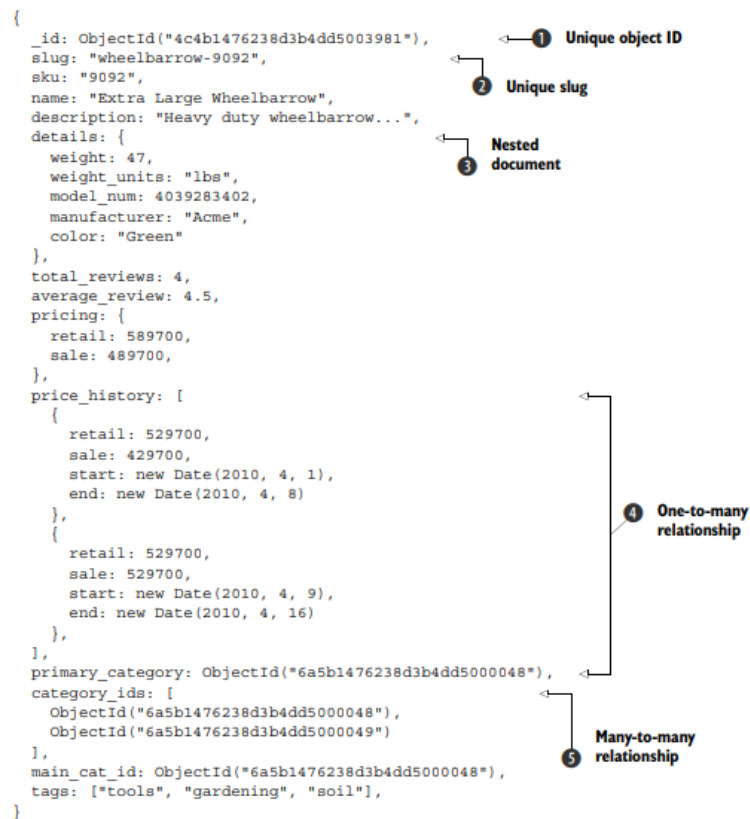 {
  _id: ObjectId("4c4b1476238d3b4dd5003981"), 1 Unique object ID
  slug: "wheelbarrow-9092",
  sku: "9092", 2 Unique slug
  name: "Extra Large Wheelbarrow",
  description: "Heavy duty wheelbarrow...",
  details: { Nested
    weight: 47, 3 document
    weight_units: "lbs",
    model_num: 4039283402,
    manufacturer: "Acme",
    color: "Green"
  },
  total_reviews: 4,
  average_review: 4.5,
  pricing: {
    retail: 589700,
    sale: 489700,
  },
  price_history: [
    {
      retail: 529700,
      sale: 429700,
      start: new Date(2010, 4, 1),
      end: new Date(2010, 4, 8)
    }, 4 One-to-many
    { relationship
      retail: 529700,
      sale: 529700,
      start: new Date(2010, 4, 9),
      end: new Date(2010, 4, 16)
    },
  ],
  primary_category: ObjectId("6a5b1476238d3b4dd5000048"),
  category_ids: [
    ObjectId("6a5b1476238d3b4dd5000048"),
    ObjectId("6a5b1476238d3b4dd5000049") Many-to-many
  ], 5 relationship
  main_cat_id: ObjectId("6a5b1476238d3b4dd5000048"),
  tags: ["tools", "gardening", "soil"],
}